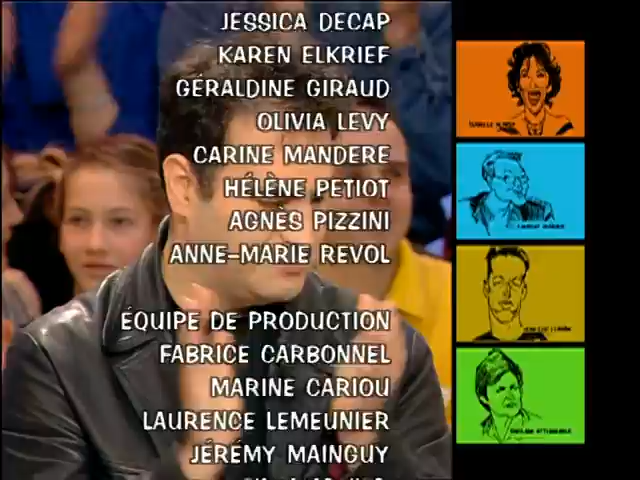 JESSICA DECAP
KAREN ELKRIEF
GÉRALDINE GIRAUD
OLIVIA LEVY
CARINE MANDERE
HÉLÈNE PETIOT
AGNÈS PIZZINI
ANNE-MARIE REVOL
ÉQUIPE DE PRODUCTION
FABRICE CARBONNEL
MARINE CARIOU
LAURENCE LEMEUNIER
JÉRÉMY MAINGUY